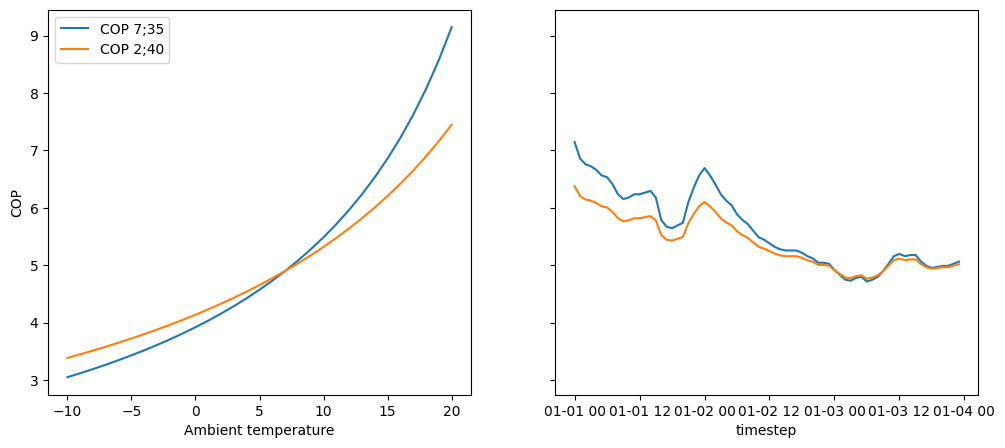 COP 7;35
COP 2;40
COP
9
8
7
6
5
4
3
−10 −5 0 5 10 15 20
Ambient temperature
01-01 00 01-01 12 01-02 00 01-02 12 01-03 00 01-03 12 01-04 00
timestep